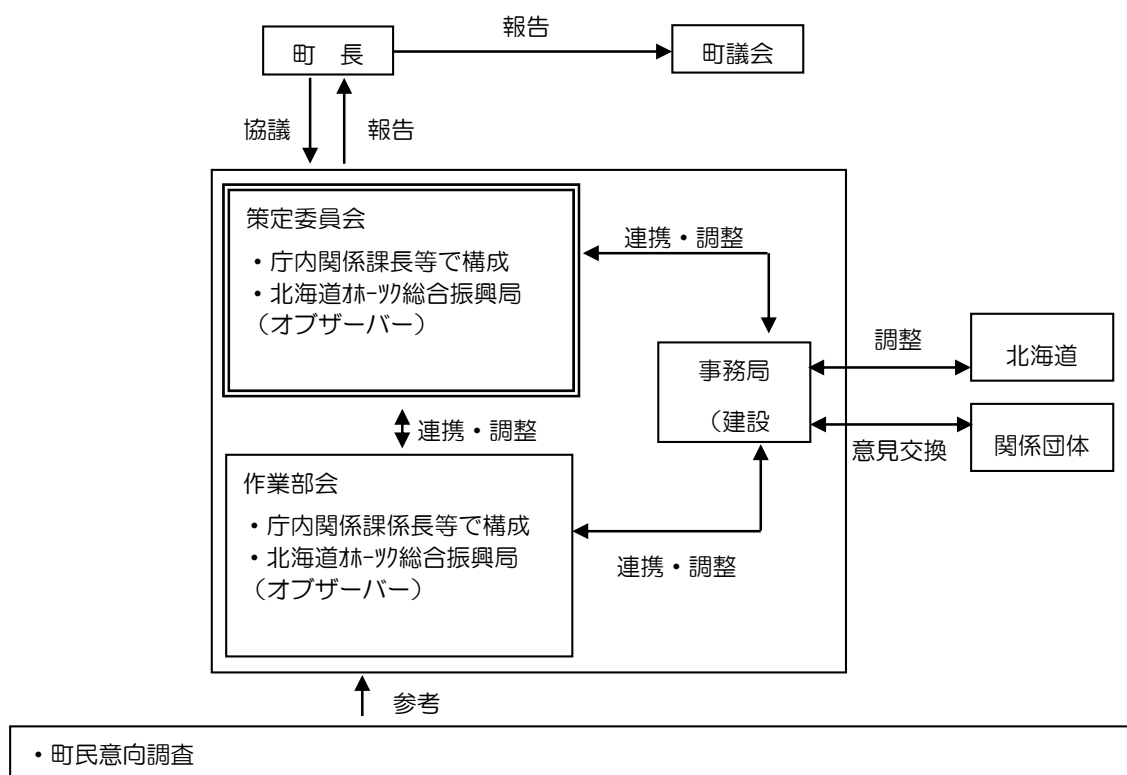 報告
町　長
町議会
協議
報告
策定委員会
・庁内関係課長等で構成
・北海道ｵﾎｰﾂｸ総合振興局
（オブザーバー）
連携・調整
事務局
（建設
調整
北海道
意見交換
関係団体
連携・調整
作業部会
・庁内関係課係長等で構成
・北海道ｵﾎｰﾂｸ総合振興局
（オブザーバー）
連携・調整
参考
・町民意向調査